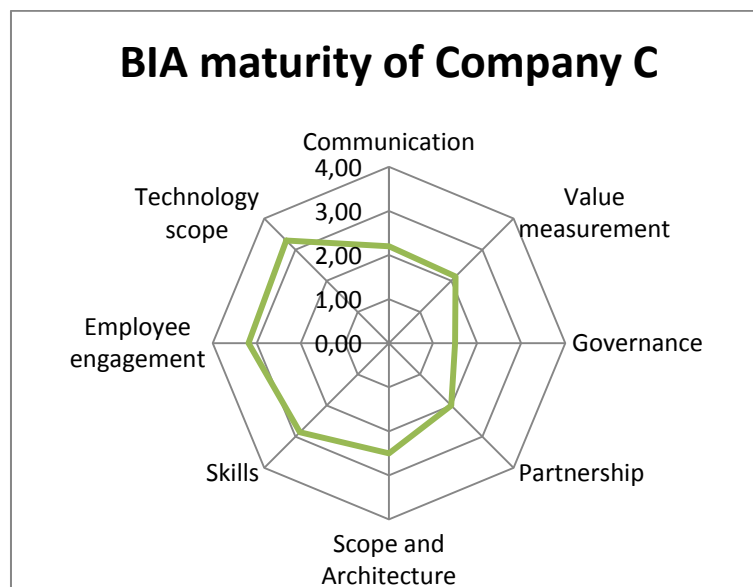 BIA maturity of Company C
Communication
4,00
3,00
2,00
1,00
0,00
Value
measurement
Governance
Partnership
Scope and
Architecture
Skills
Employee
engagement
Technology
scope